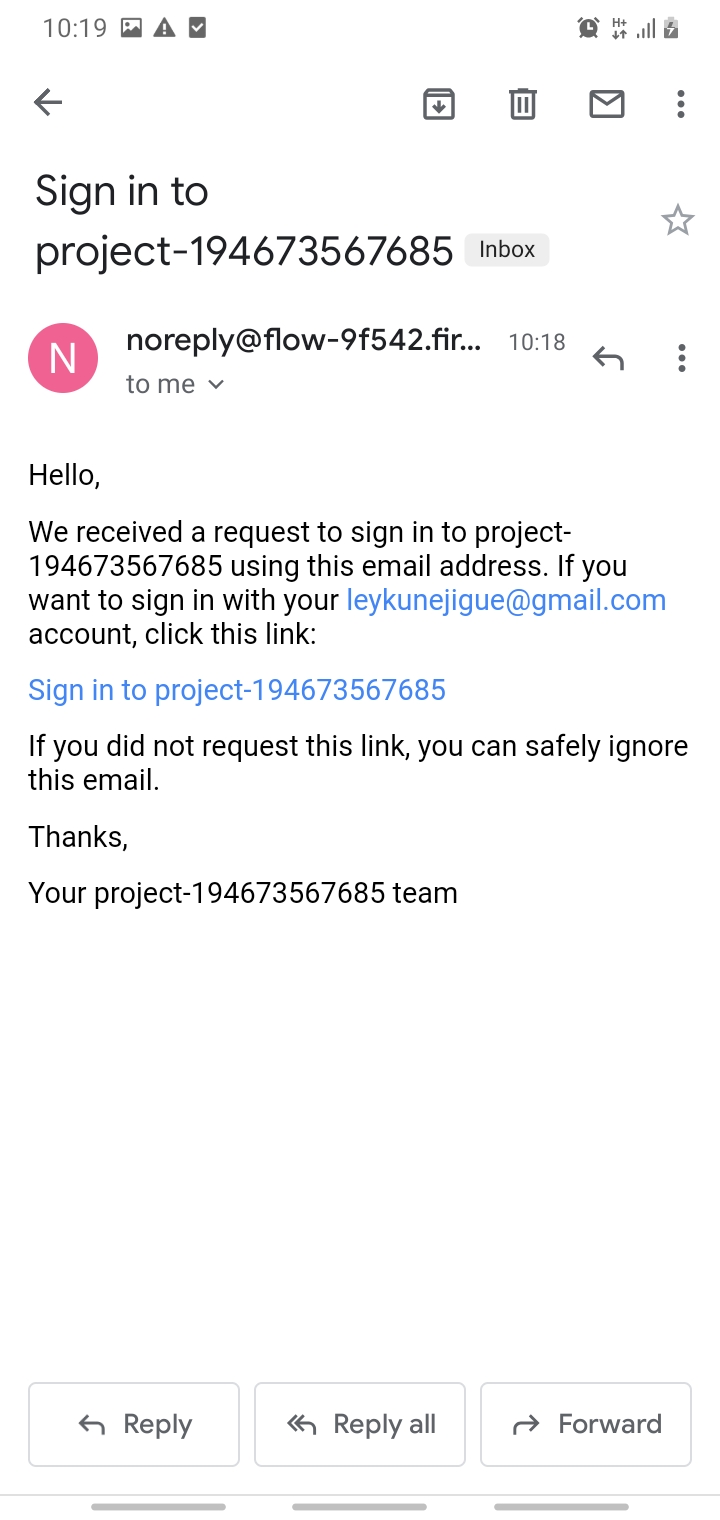 10:19
H+
Sign in to
project-194673567685 Inbox
N
noreply@flow-9f542.fir... 10:18
to me
Hello,
We received a request to sign in to project-
194673567685 using this email address. If you
want to sign in with your leykunejigue@gmail.com
account, click this link:
Sign in to project-194673567685
If you did not request this link, you can safely ignore
this email.
Thanks,
Your project-194673567685 team
Reply Reply all Forward